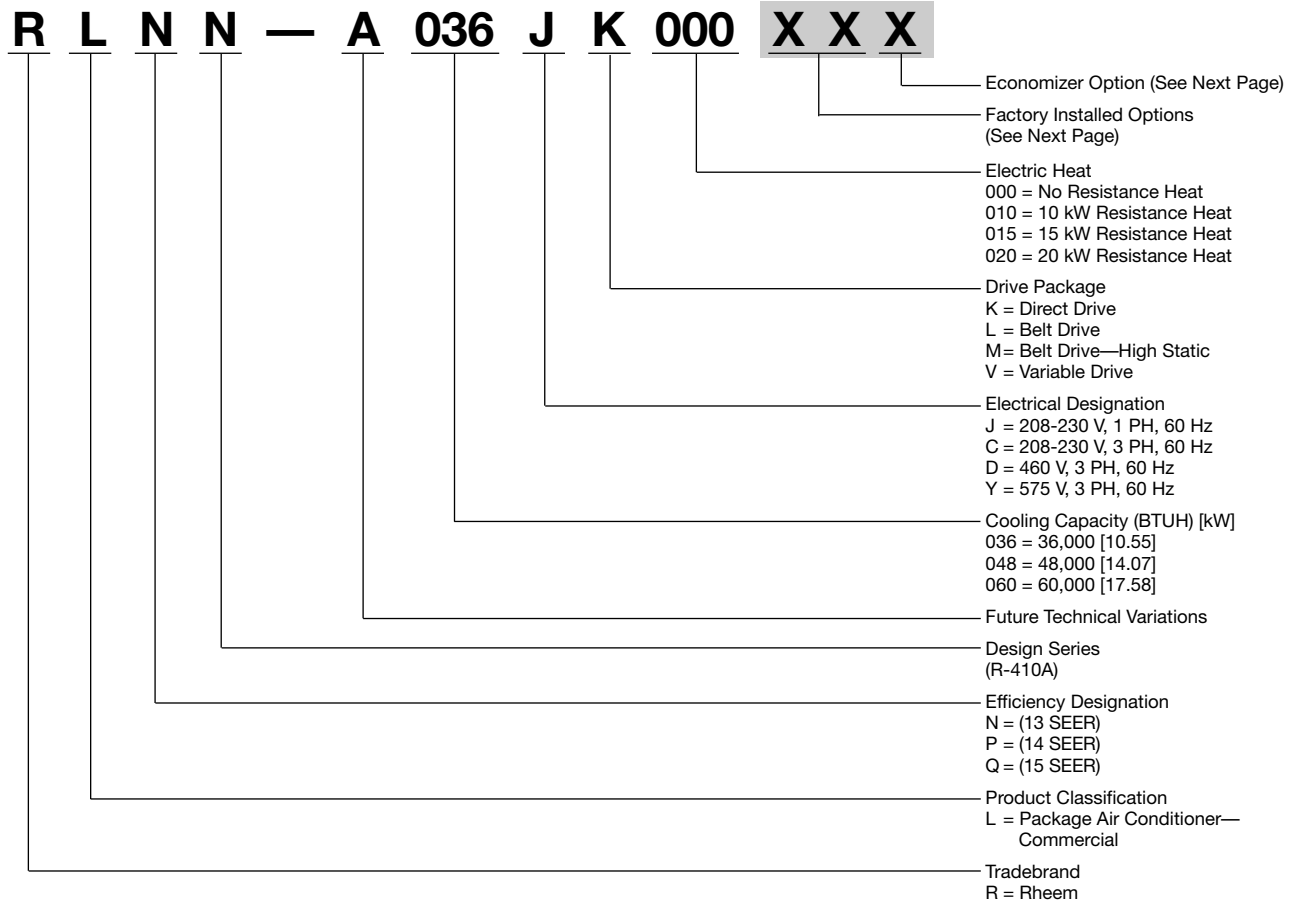 R L N N — A 036 J K 000 X X X
Economizer Option (See Next Page)
Factory Installed Options
(See Next Page)
Electric Heat
000 = No Resistance Heat
010 = 10 kW Resistance Heat
015 = 15 kW Resistance Heat
020 = 20 kW Resistance Heat
Drive Package
K = Direct Drive
L = Belt Drive
M= Belt Drive—High Static
V = Variable Drive
Electrical Designation
J = 208-230 V, 1 PH, 60 Hz
C = 208-230 V, 3 PH, 60 Hz
D = 460 V, 3 PH, 60 Hz
Y = 575 V, 3 PH, 60 Hz
Cooling Capacity (BTUH) [kW]
036 = 36,000 [10.55]
048 = 48,000 [14.07]
060 = 60,000 [17.58]
Future Technical Variations
Design Series
(R-410A)
Efficiency Designation
N = (13 SEER)
P = (14 SEER)
Q = (15 SEER)
Product Classification
L = Package Air Conditioner—
Commercial
Tradebrand
R = Rheem